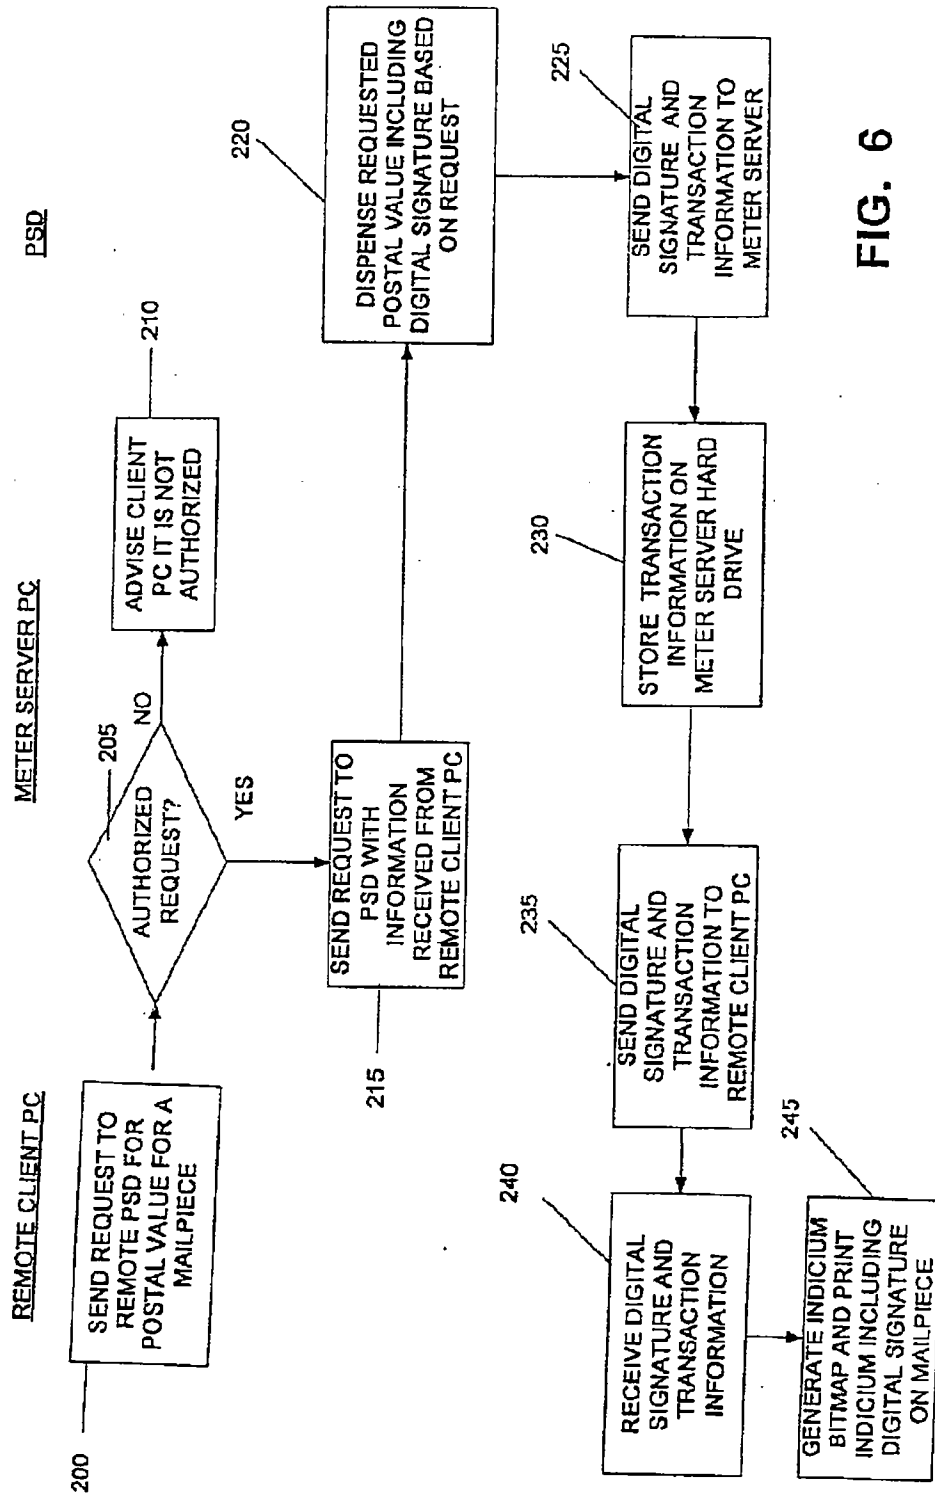 REMOTE CLIENT PC
METER SERVER PC
PSD
200
SEND REQUEST TO
REMOTE PSD FOR
POSTAL VALUE FOR A
MAILPIECE
205
AUTHORIZED
REQUEST?
NO
YES
210
ADVISE CLIENT
PC IT IS NOT
AUTHORIZED
215
SEND REQUEST TO
PSD WITH
INFORMATION
RECEIVED FROM
REMOTE CLIENT PC
220
DISPENSE REQUESTED
POSTAL VALUE INCLUDING
DIGITAL SIGNATURE BASED
ON REQUEST
225
SEND DIGITAL
SIGNATURE AND
TRANSACTION
INFORMATION TO
METER SERVER
230
STORE TRANSACTION
INFORMATION ON
METER SERVER HARD
DRIVE
235
SEND DIGITAL
SIGNATURE AND
TRANSACTION
INFORMATION TO
REMOTE CLIENT PC
240
RECEIVE DIGITAL
SIGNATURE AND
TRANSACTION
INFORMATION
245
GENERATE INDICIUM
BITMAP AND PRINT
INDICIUM INCLUDING
DIGITAL SIGNATURE
ON MAILPIECE
FIG. 6